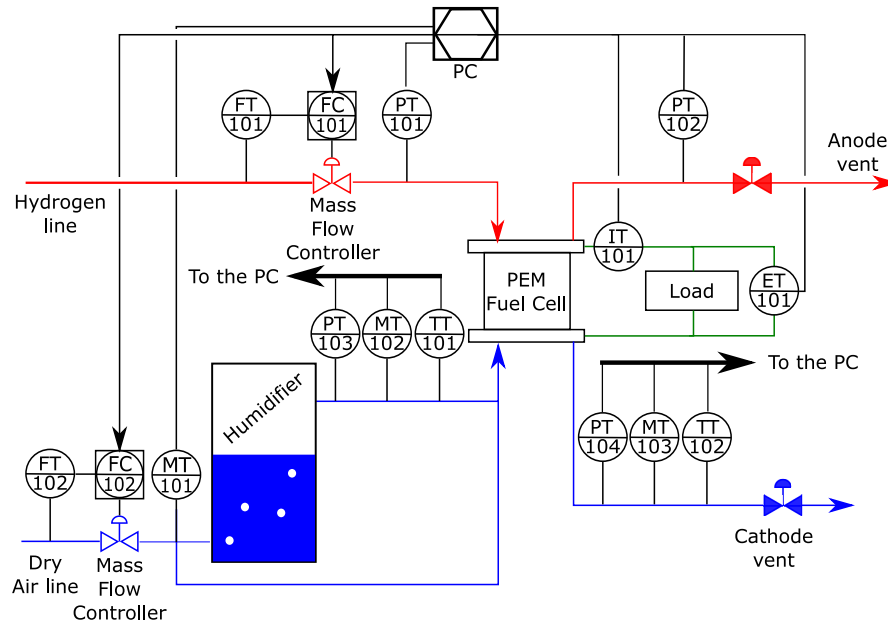 PC
FT
101
FC
101
PT
101
PT
102
Anode
vent
Hydrogen
line
Mass
Flow
Controller
IT
101
To the PC
PEM
Fuel Cell
Load
ET
101
PT
103
MT
102
TT
101
To the PC
Humidifier
PT
104
MT
103
TT
102
FT
102
FC
102
MT
101
Dry
Air line
Mass
Flow
Controller
Cathode
vent